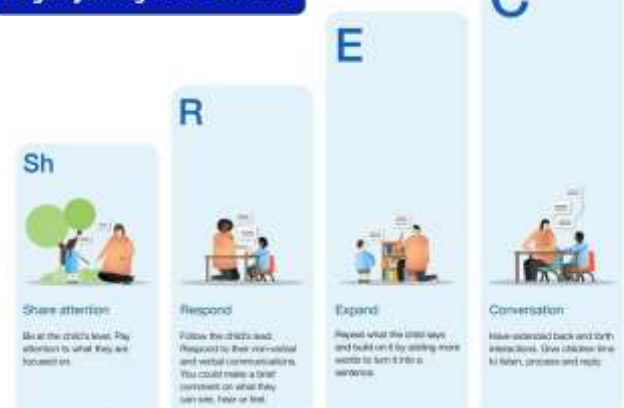 Sh
R
E
C
Share attention
Be at the child's level. Pay
attention to what they are
focused on.
Respond
Follow the child's lead.
Respond to their non-verbal
and verbal communications.
You could make a brief
comment on what they
can see, hear or feel.
Expand
Repeat what the child says
and build on it by adding more
words to turn it into a
sentence.
Conversation
Have extended back and forth
interactions. Give children time
to listen, process and reply.